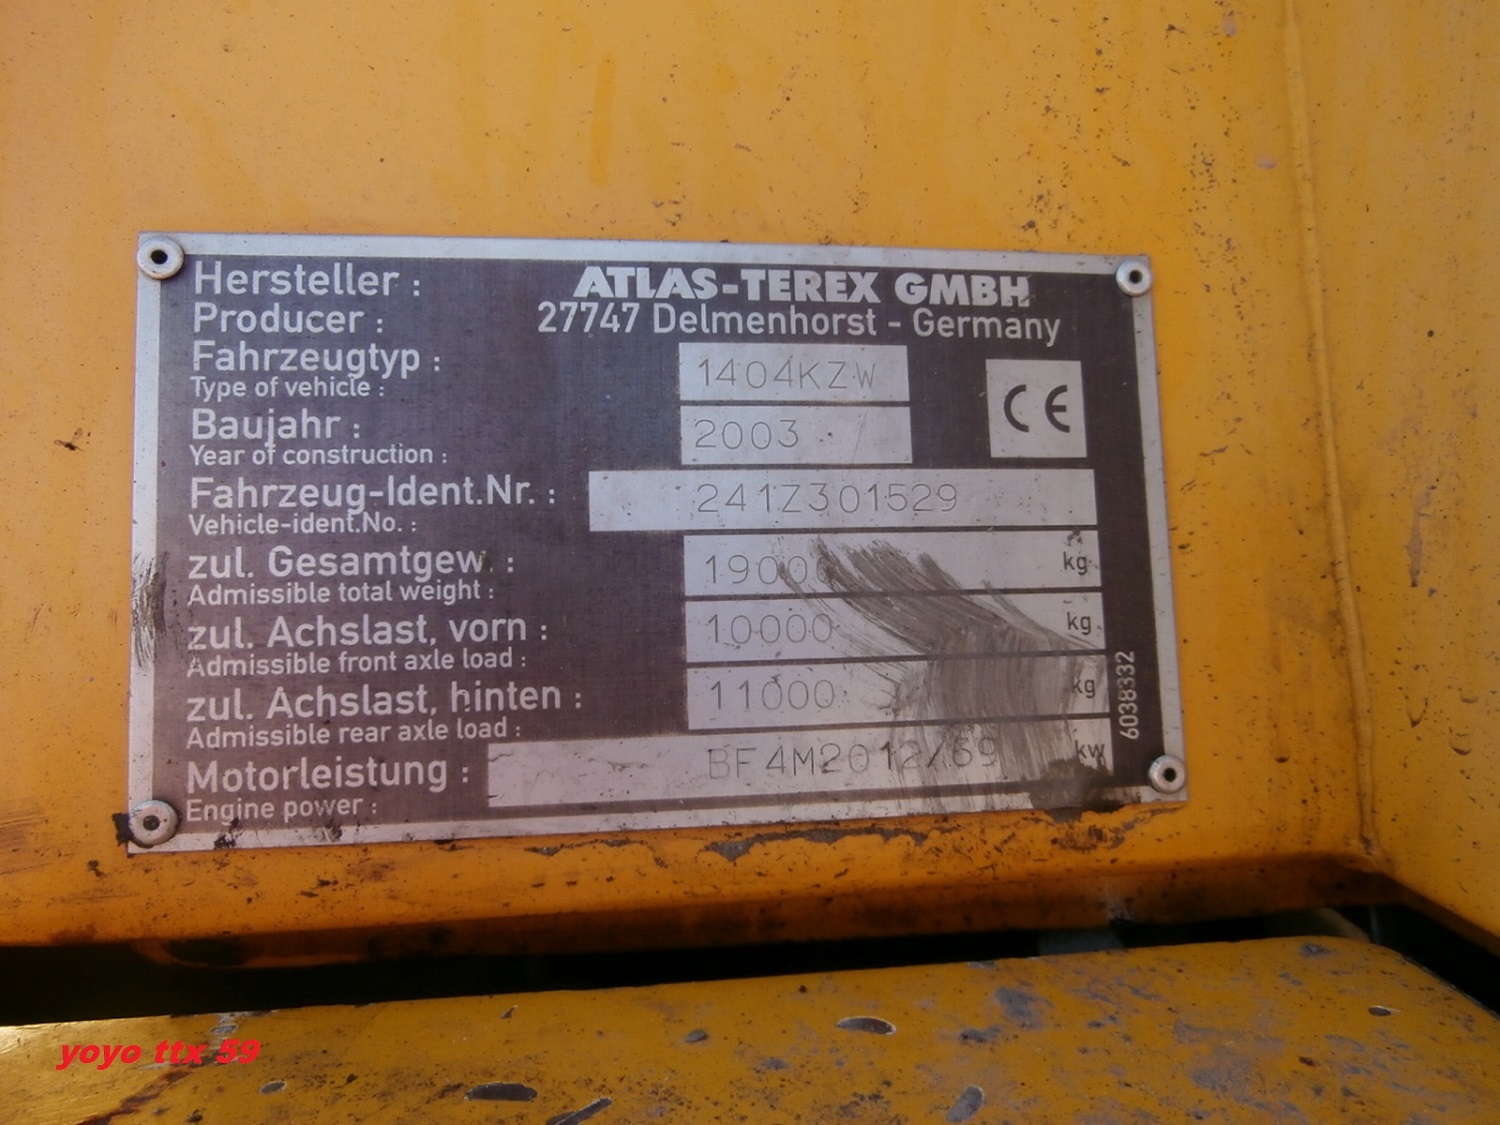 Hersteller : ATLAS-TEREX GMBH
Producer : 27747 Delmenhorst - Germany
Fahrzeugtyp : 1404KZW
Type of vehicle :
CE
Baujahr : 2003
Year of construction :
Fahrzeug-Ident.Nr. : 241Z301529
Vehicle-ident.No. :
zul. Gesamtgew. : 19000 kg
Admissible total weight :
zul. Achslast, vorn : 10000 kg
Admissible front axle load :
zul. Achslast, hinten : 11000 kg
Admissible rear axle load :
Motorleistung : BF4M2012/69 kw
Engine power :
6038332
yoyo ttx 59